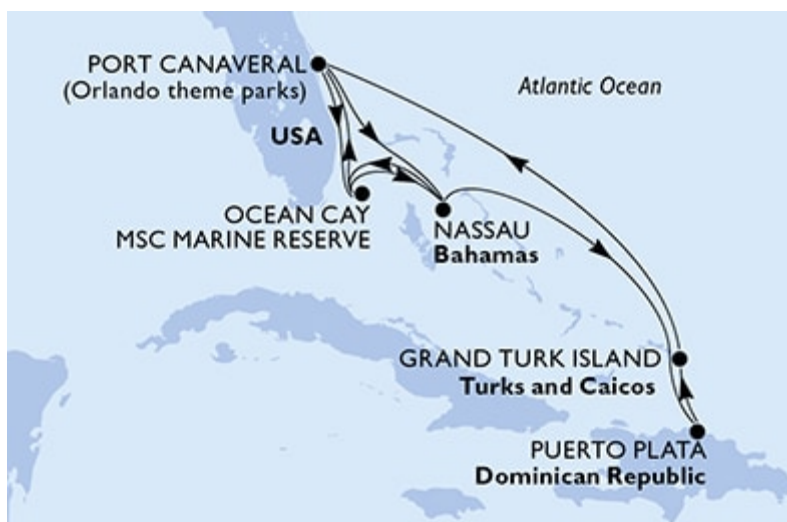 PORT CANAVERAL
(Orlando theme parks)
Atlantic Ocean
USA
OCEAN CAY
MSC MARINE RESERVE
NASSAU
Bahamas
GRAND TURK ISLAND
Turks and Caicos
PUERTO PLATA
Dominican Republic